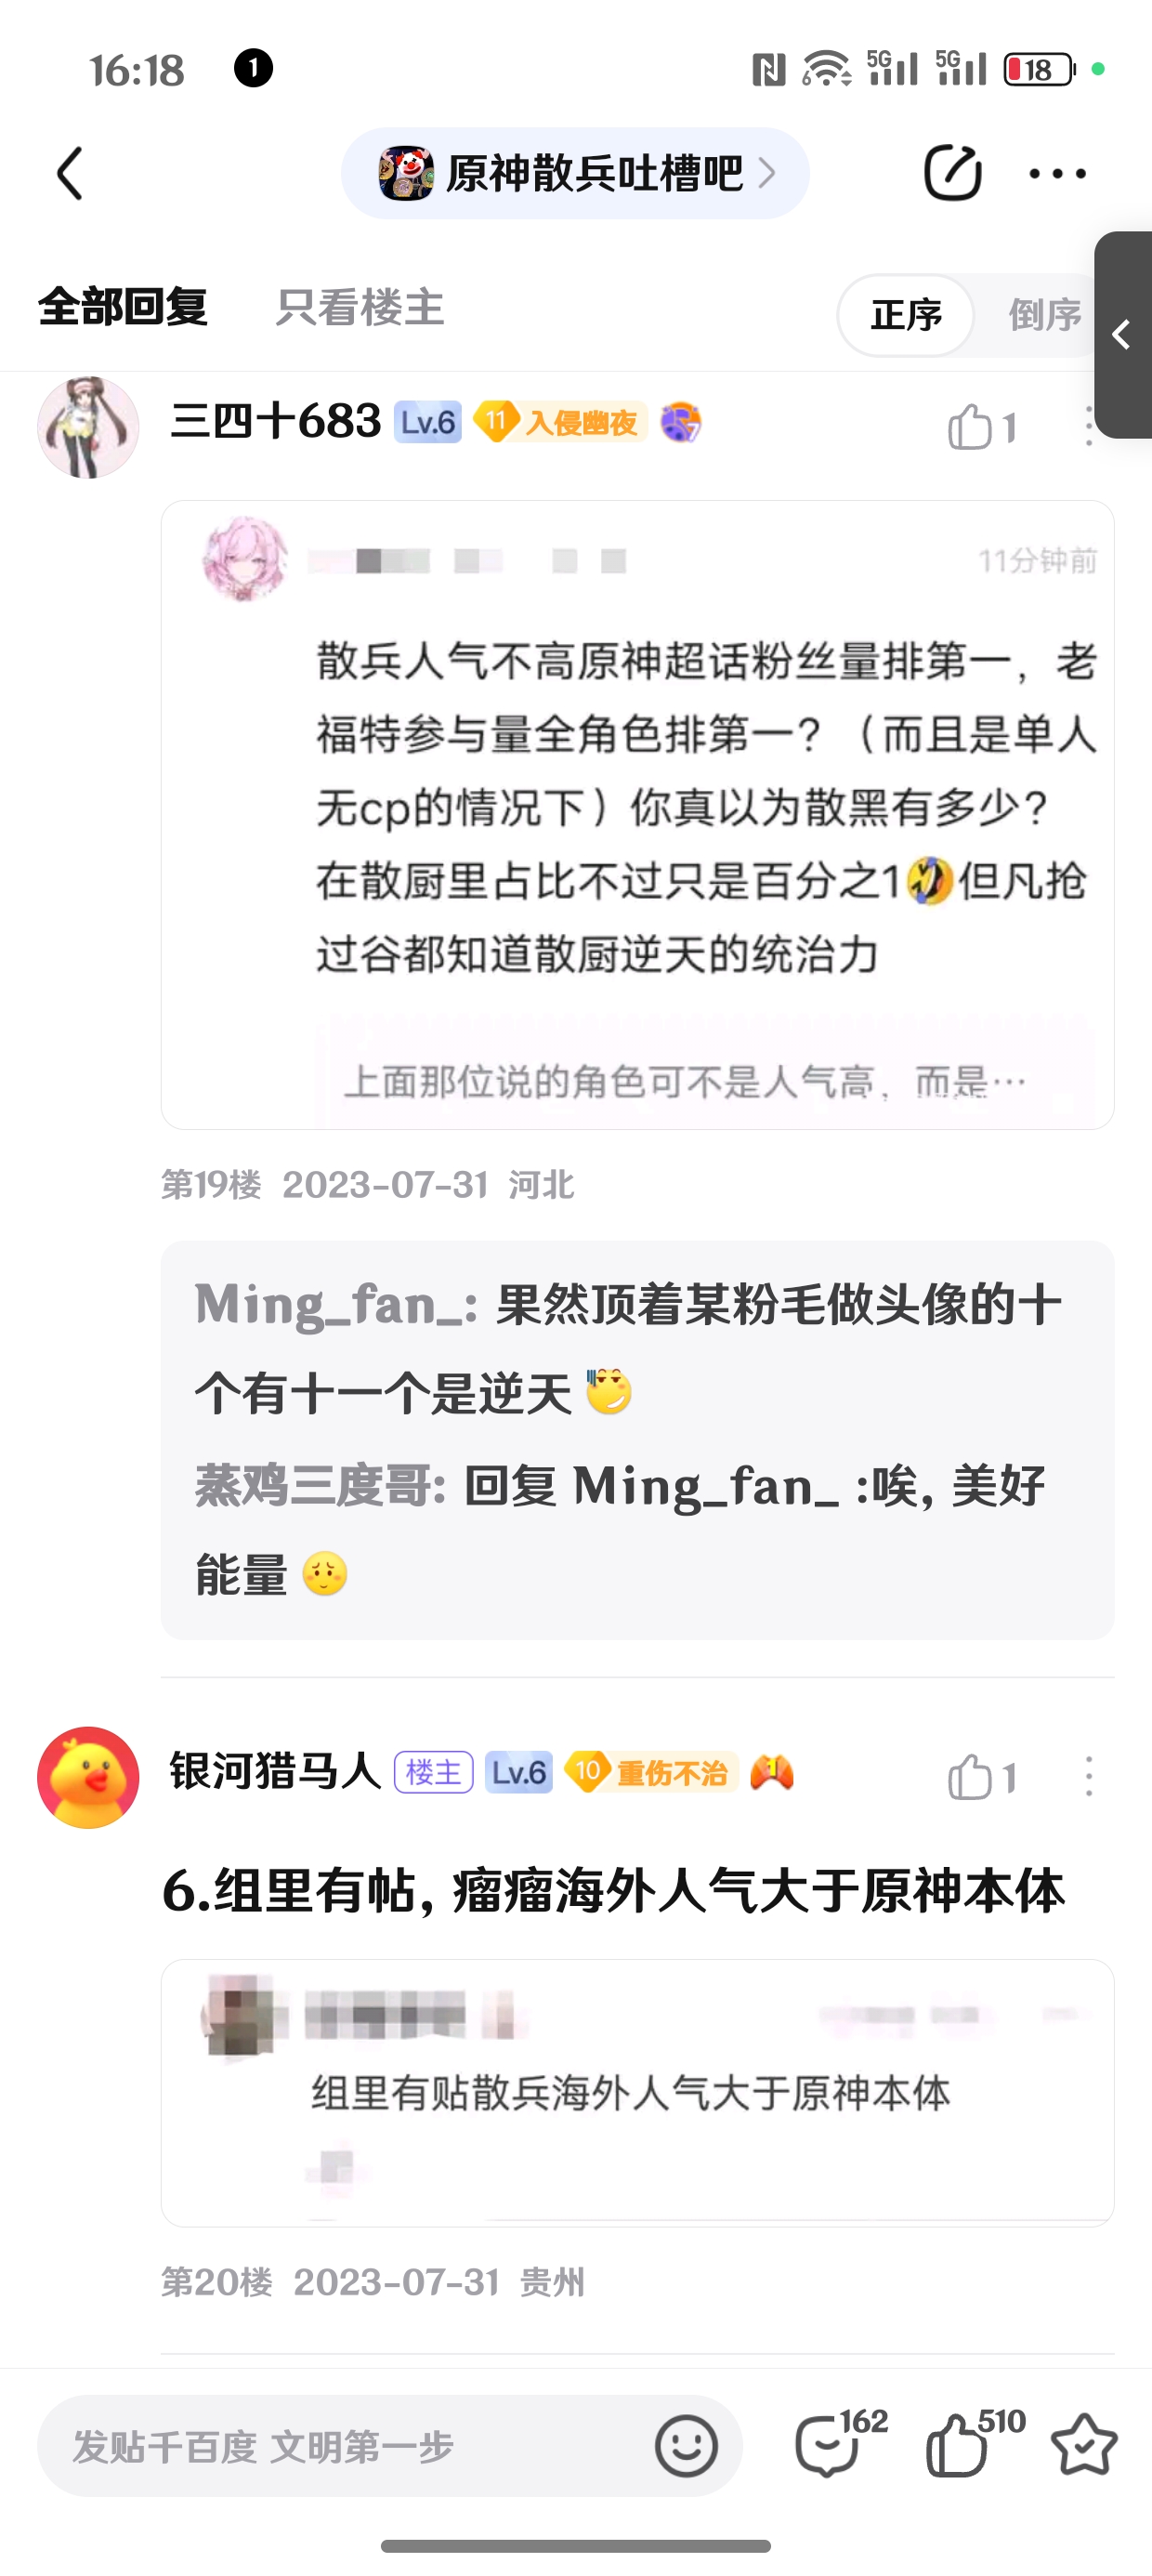 16:18
1
6
5G
5G
18
原神散兵吐槽吧
全部回复
只看楼主
正序
倒序
三四十683 Lv.6 11 入侵幽夜
1
11分钟前
散兵人气不高原神超话粉丝量排第一，老
福特参与量全角色排第一？（而且是单人
无cp的情况下）你真以为散黑有多少？
在散厨里占比不过只是百分之1🤣但凡抢
过谷都知道散厨逆天的统治力
上面那位说的角色可不是人气高，而是…
第19楼 2023-07-31 河北
Ming_fan_: 果然顶着某粉毛做头像的十
个有十一个是逆天
蒸鸡三度哥: 回复 Ming_fan_ :唉, 美好
能量
银河猎马人 楼主 Lv.6 10 重伤不治
1
6.组里有帖, 瘤瘤海外人气大于原神本体
组里有贴散兵海外人气大于原神本体
第20楼 2023-07-31 贵州
发贴千百度 文明第一步
162
510